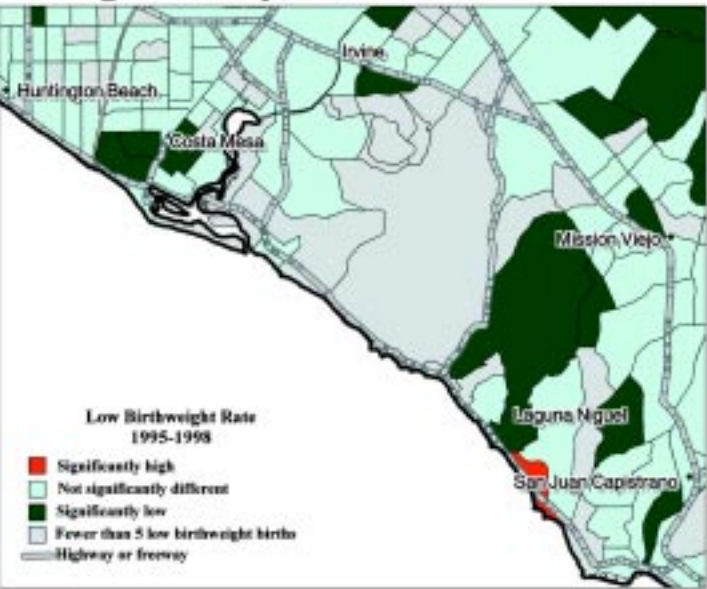 Irvine
Huntington Beach
Costa Mesa
Mission Viejo
Laguna Niguel
San Juan Capistrano
Low Birthweight Rate
1995-1998
Significantly high
Not significantly different
Significantly low
Fewer than 5 low birthweight births
Highway or freeway